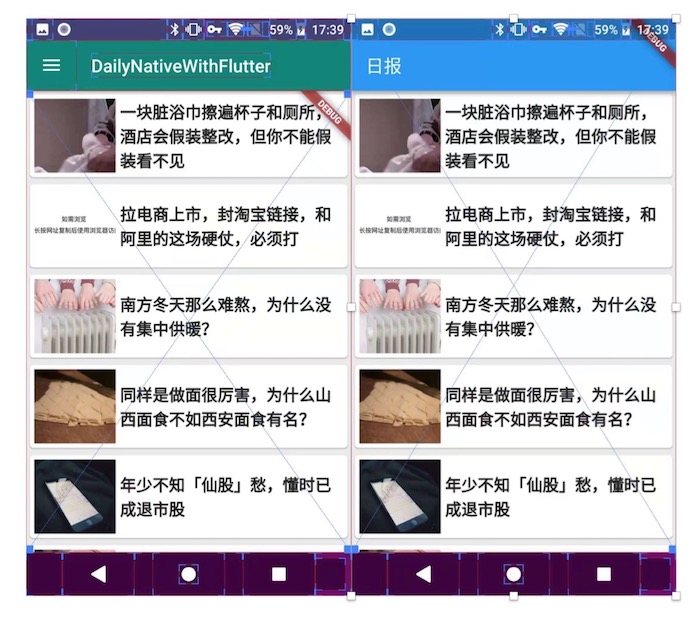 59% 17:39
DailyNativeWithFlutter
DEBUG
一块脏浴巾擦遍杯子和厕所，
酒店会假装整改，但你不能假
装看不见
如需浏览
长按网址复制后使用浏览器访
拉电商上市，封淘宝链接，和
阿里的这场硬仗，必须打
南方冬天那么难熬，为什么没
有集中供暖？
同样是做面很厉害，为什么山
西面食不如西安面食有名？
年少不知「仙股」愁，懂时已
成退市股
59% 17:39
日报
DEBUG
一块脏浴巾擦遍杯子和厕所，
酒店会假装整改，但你不能假
装看不见
如需浏览
长按网址复制后使用浏览器访
拉电商上市，封淘宝链接，和
阿里的这场硬仗，必须打
南方冬天那么难熬，为什么没
有集中供暖？
同样是做面很厉害，为什么山
西面食不如西安面食有名？
年少不知「仙股」愁，懂时已
成退市股